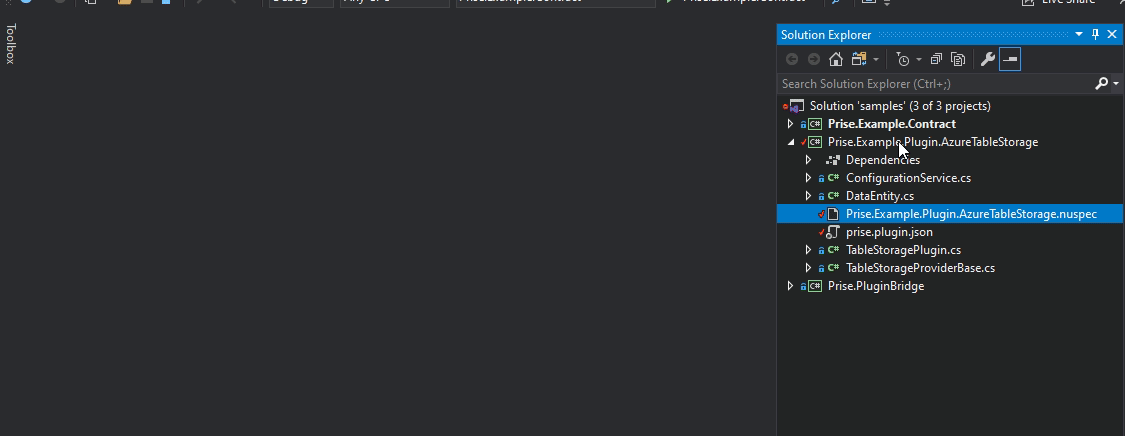 Live Share
Toolbox
Solution Explorer
Search Solution Explorer (Ctrl+;)
Solution 'samples' (3 of 3 projects)
C# Prise.Example.Contract
C# Prise.Example.Plugin.AzureTableStorage
Dependencies
C# ConfigurationService.cs
C# DataEntity.cs
Prise.Example.Plugin.AzureTableStorage.nuspec
prise.plugin.json
C# TableStoragePlugin.cs
C# TableStorageProviderBase.cs
C# Prise.PluginBridge